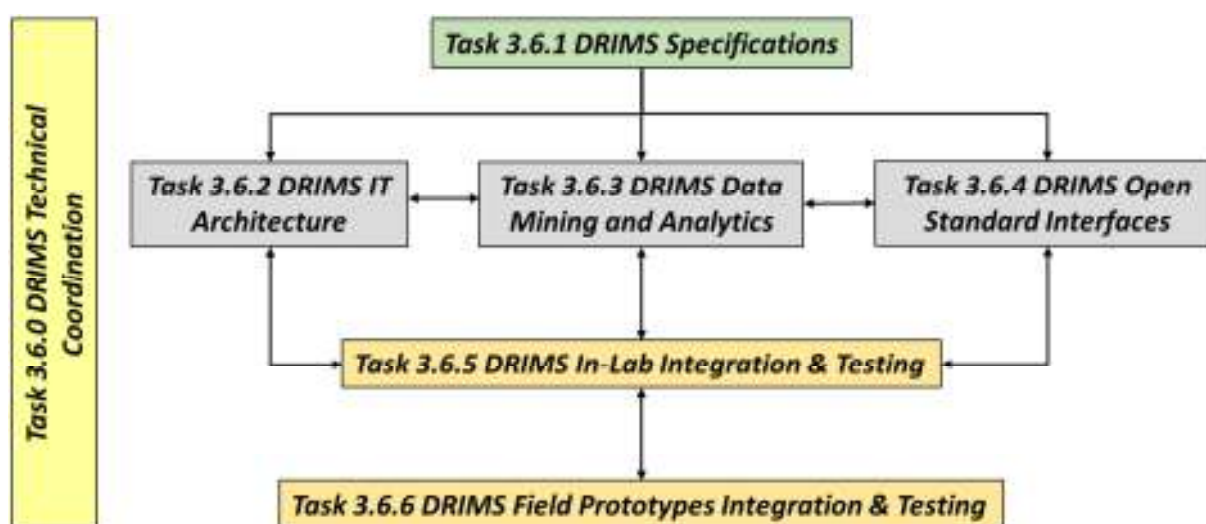 Task 3.6.0 DRIMS Technical
Coordination
Task 3.6.1 DRIMS Specifications
Task 3.6.2 DRIMS IT
Architecture
Task 3.6.3 DRIMS Data
Mining and Analytics
Task 3.6.4 DRIMS Open
Standard Interfaces
Task 3.6.5 DRIMS In-Lab Integration & Testing
Task 3.6.6 DRIMS Field Prototypes Integration & Testing